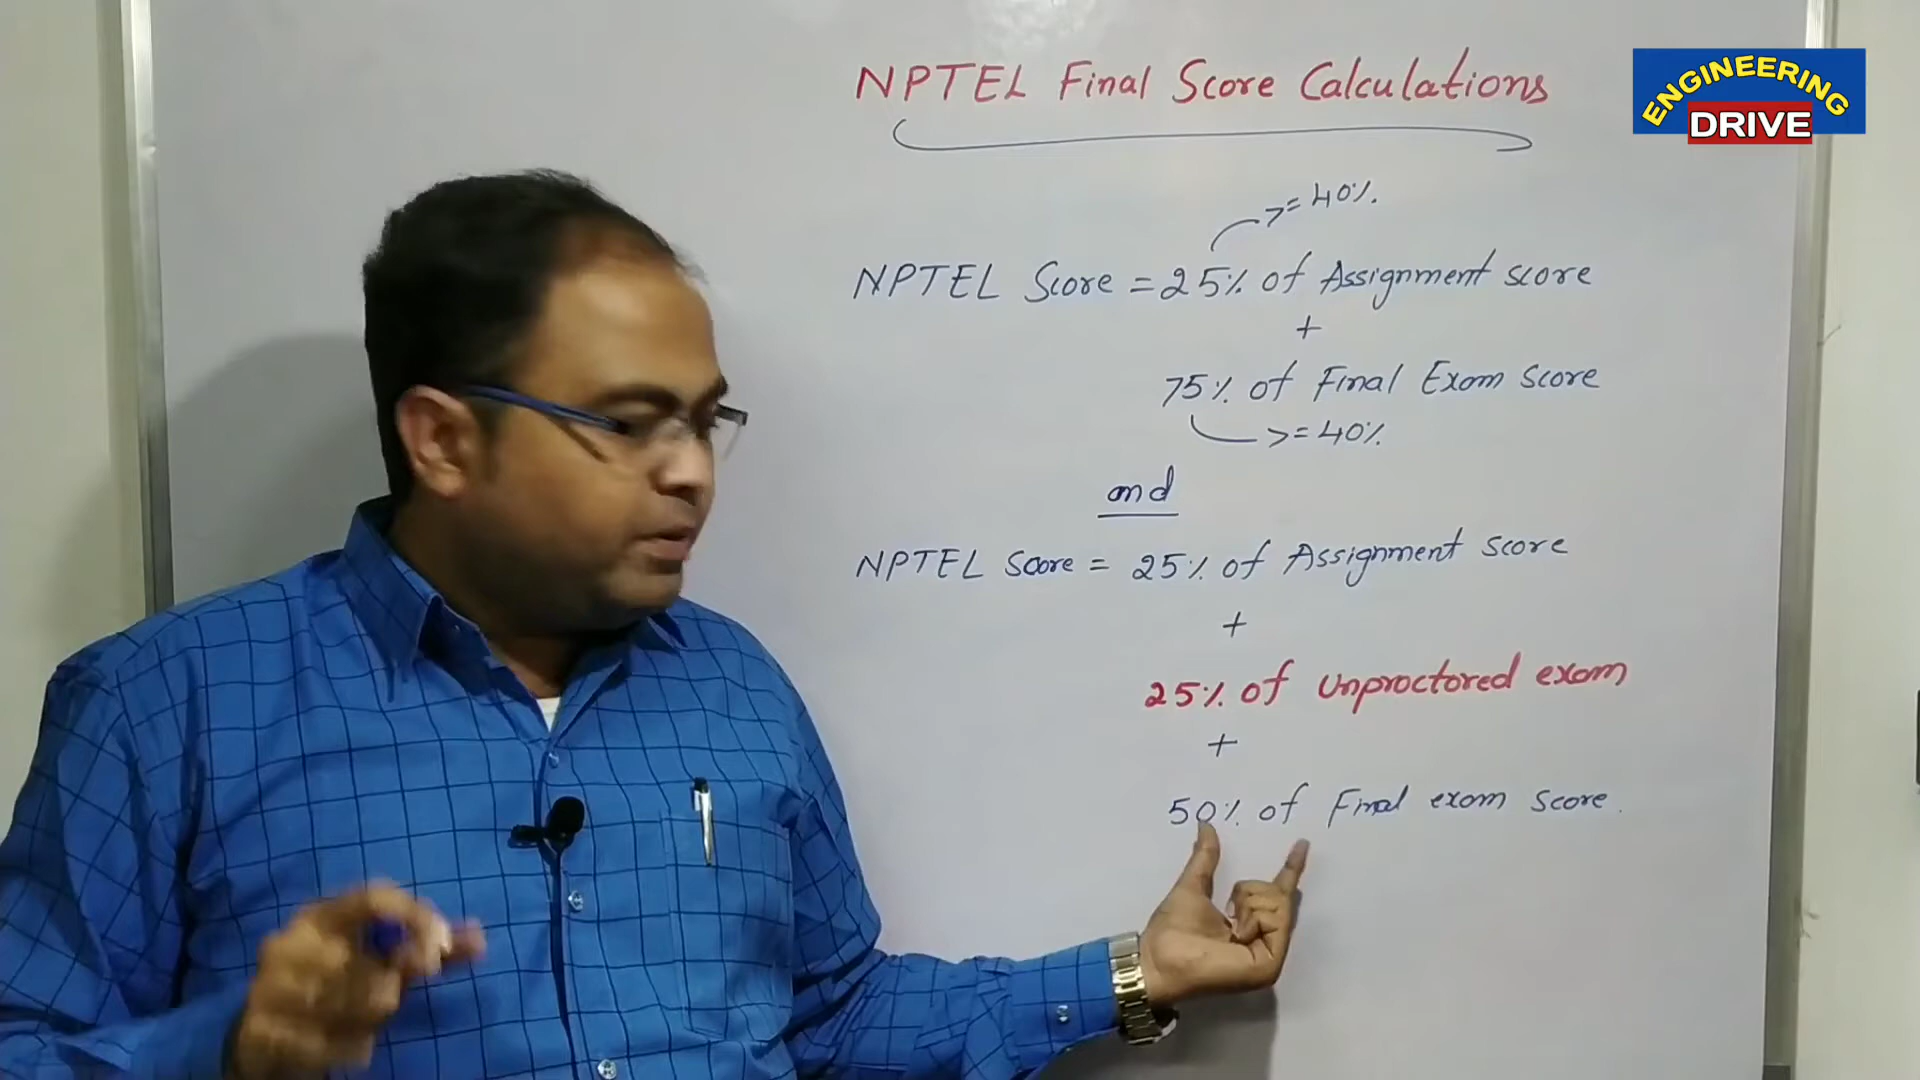 NPTEL Final Score Calculations
ENGINEERING
DRIVE
>= 40%.
NPTEL Score = 25% of Assignment score
+
75% of Final Exam Score
>= 40%
and
NPTEL Score = 25% of Assignment score
+
25% of Unproctored exam
+
50% of Final exam Score.